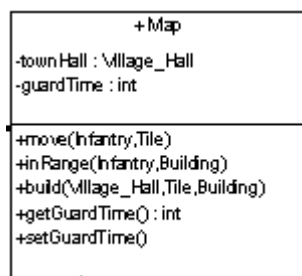 +Map
-townHall : Village_Hall
-guardTime : int
+move(Infantry,Tile)
+inRange(Infantry,Building)
+build(Village_Hall,Tile,Building)
+getGuardTime() : int
+setGuardTime()